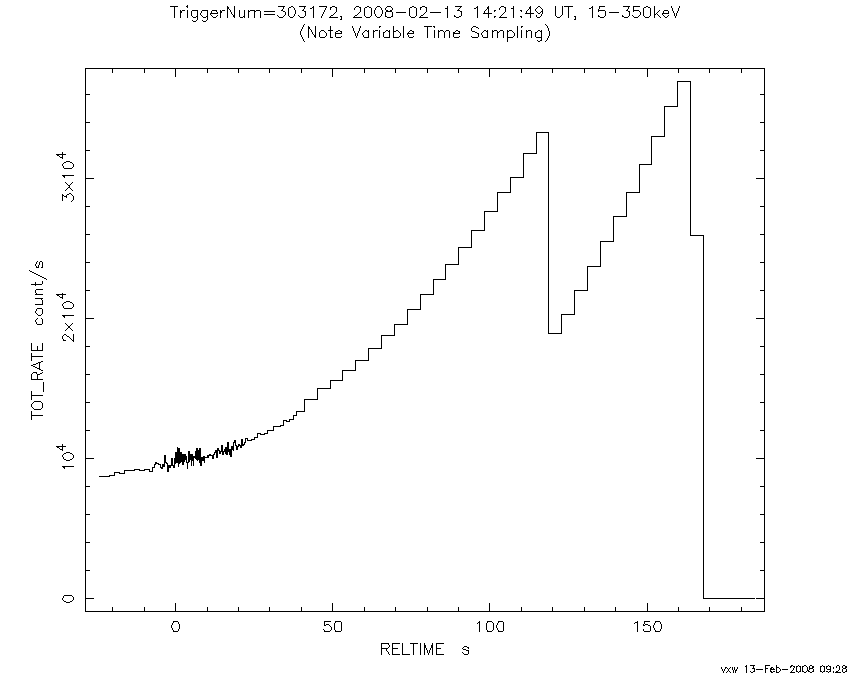 TriggerNum=303172, 2008-02-13 14:21:49 UT, 15-350keV
(Note Variable Time Sampling)
TOT_RATE count/s
3×10⁴
2×10⁴
10⁴
0
0 50 100 150
RELTIME s
vxw 13-Feb-2008 09:28